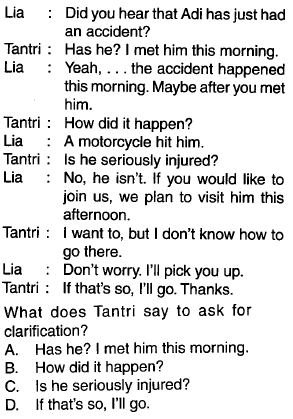 Lia : Did you hear that Adi has just had
an accident?
Tantri : Has he? I met him this morning.
Lia : Yeah, . . . the accident happened
this morning. Maybe after you met
him.
Tantri : How did it happen?
Lia : A motorcycle hit him.
Tantri : Is he seriously injured?
Lia : No, he isn't. If you would like to
join us, we plan to visit him this
afternoon.
Tantri : I want to, but I don't know how to
go there.
Lia : Don't worry. I'll pick you up.
Tantri : If that's so, I'll go. Thanks.
What does Tantri say to ask for
clarification?
A. Has he? I met him this morning.
B. How did it happen?
C. Is he seriously injured?
D. If that's so, I'll go.